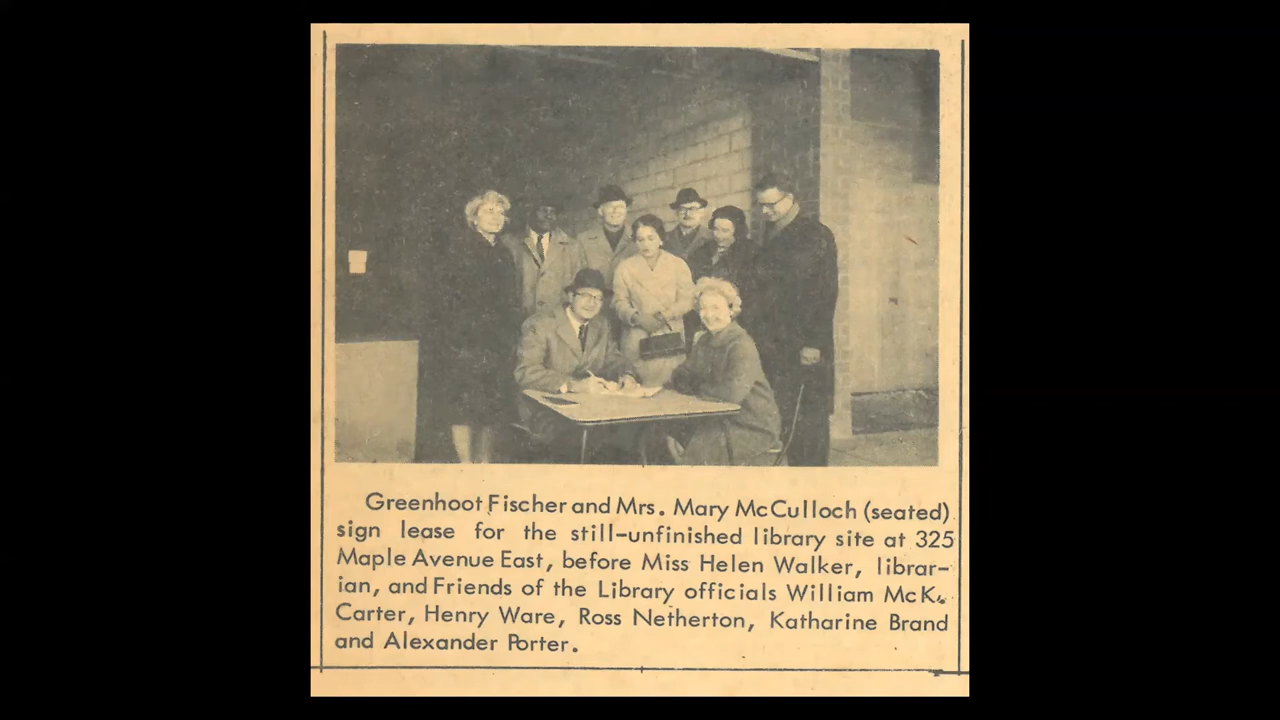 Greenhoot Fischer and Mrs. Mary McCulloch (seated)
sign lease for the still-unfinished library site at 325
Maple Avenue East, before Miss Helen Walker, librar-
ian, and Friends of the Library officials William McK.
Carter, Henry Ware, Ross Netherton, Katharine Brand
and Alexander Porter.